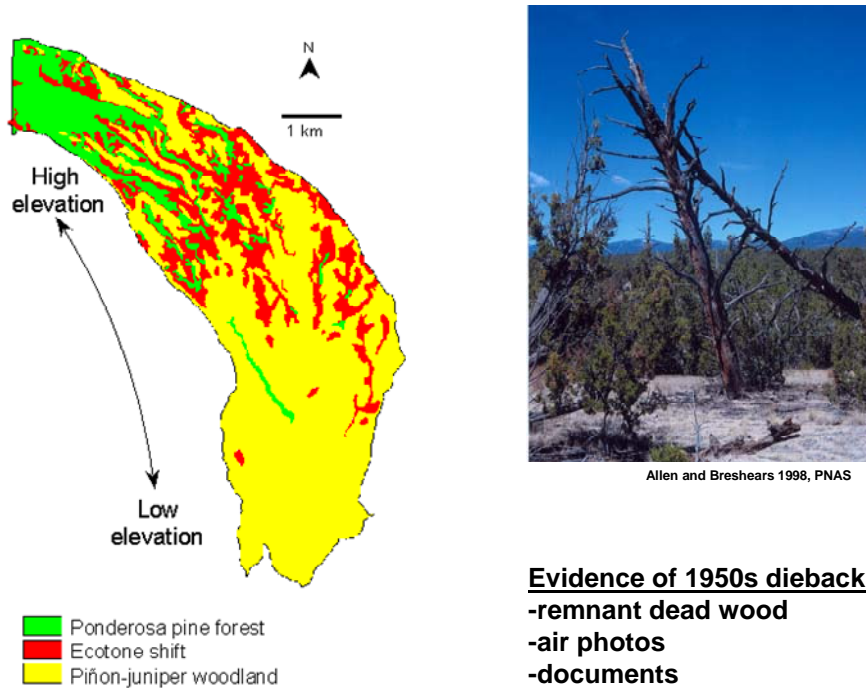 N
1 km
High
elevation
Low
elevation
Ponderosa pine forest
Ecotone shift
Piñon-juniper woodland
Allen and Breshears 1998, PNAS
Evidence of 1950s dieback
-remnant dead wood
-air photos
-documents